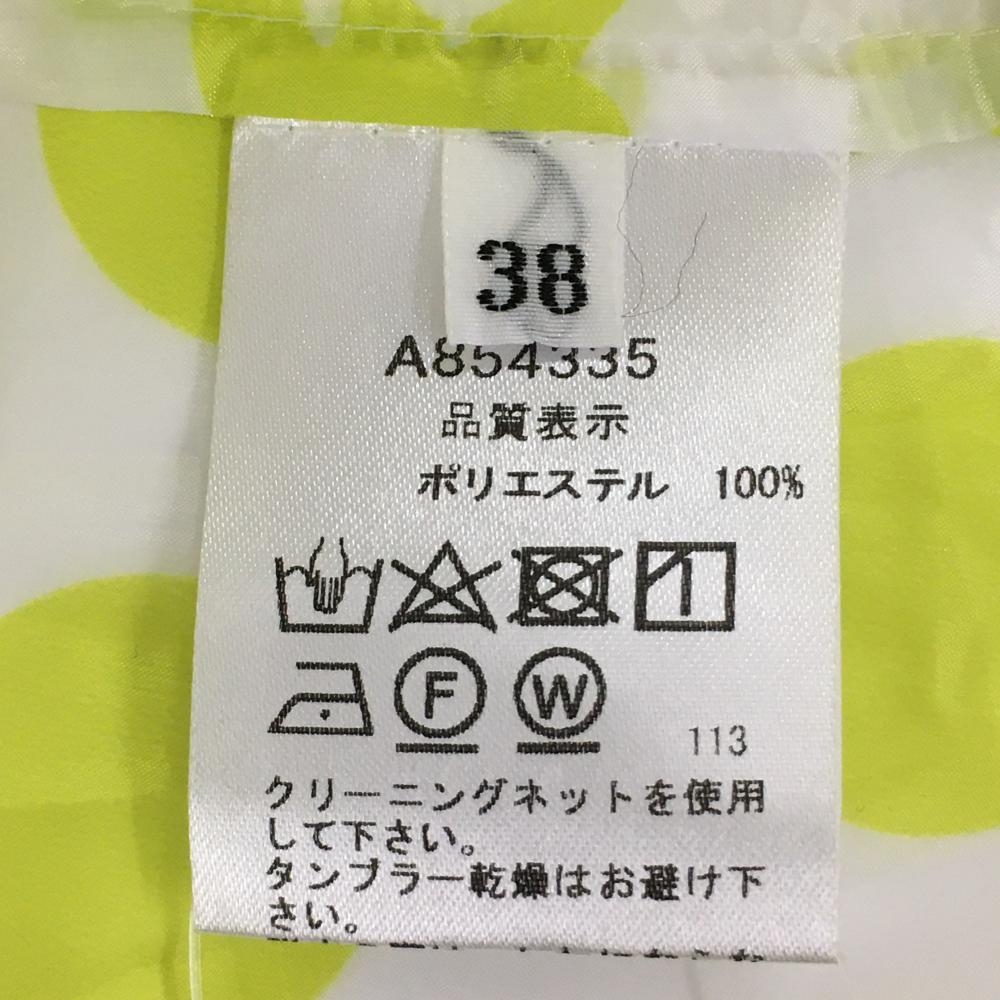 38
A854335
品質表示
ポリエステル 100%
F W
113
クリーニングネットを使用
して下さい。
タンブラー乾燥はお避け下
さい。